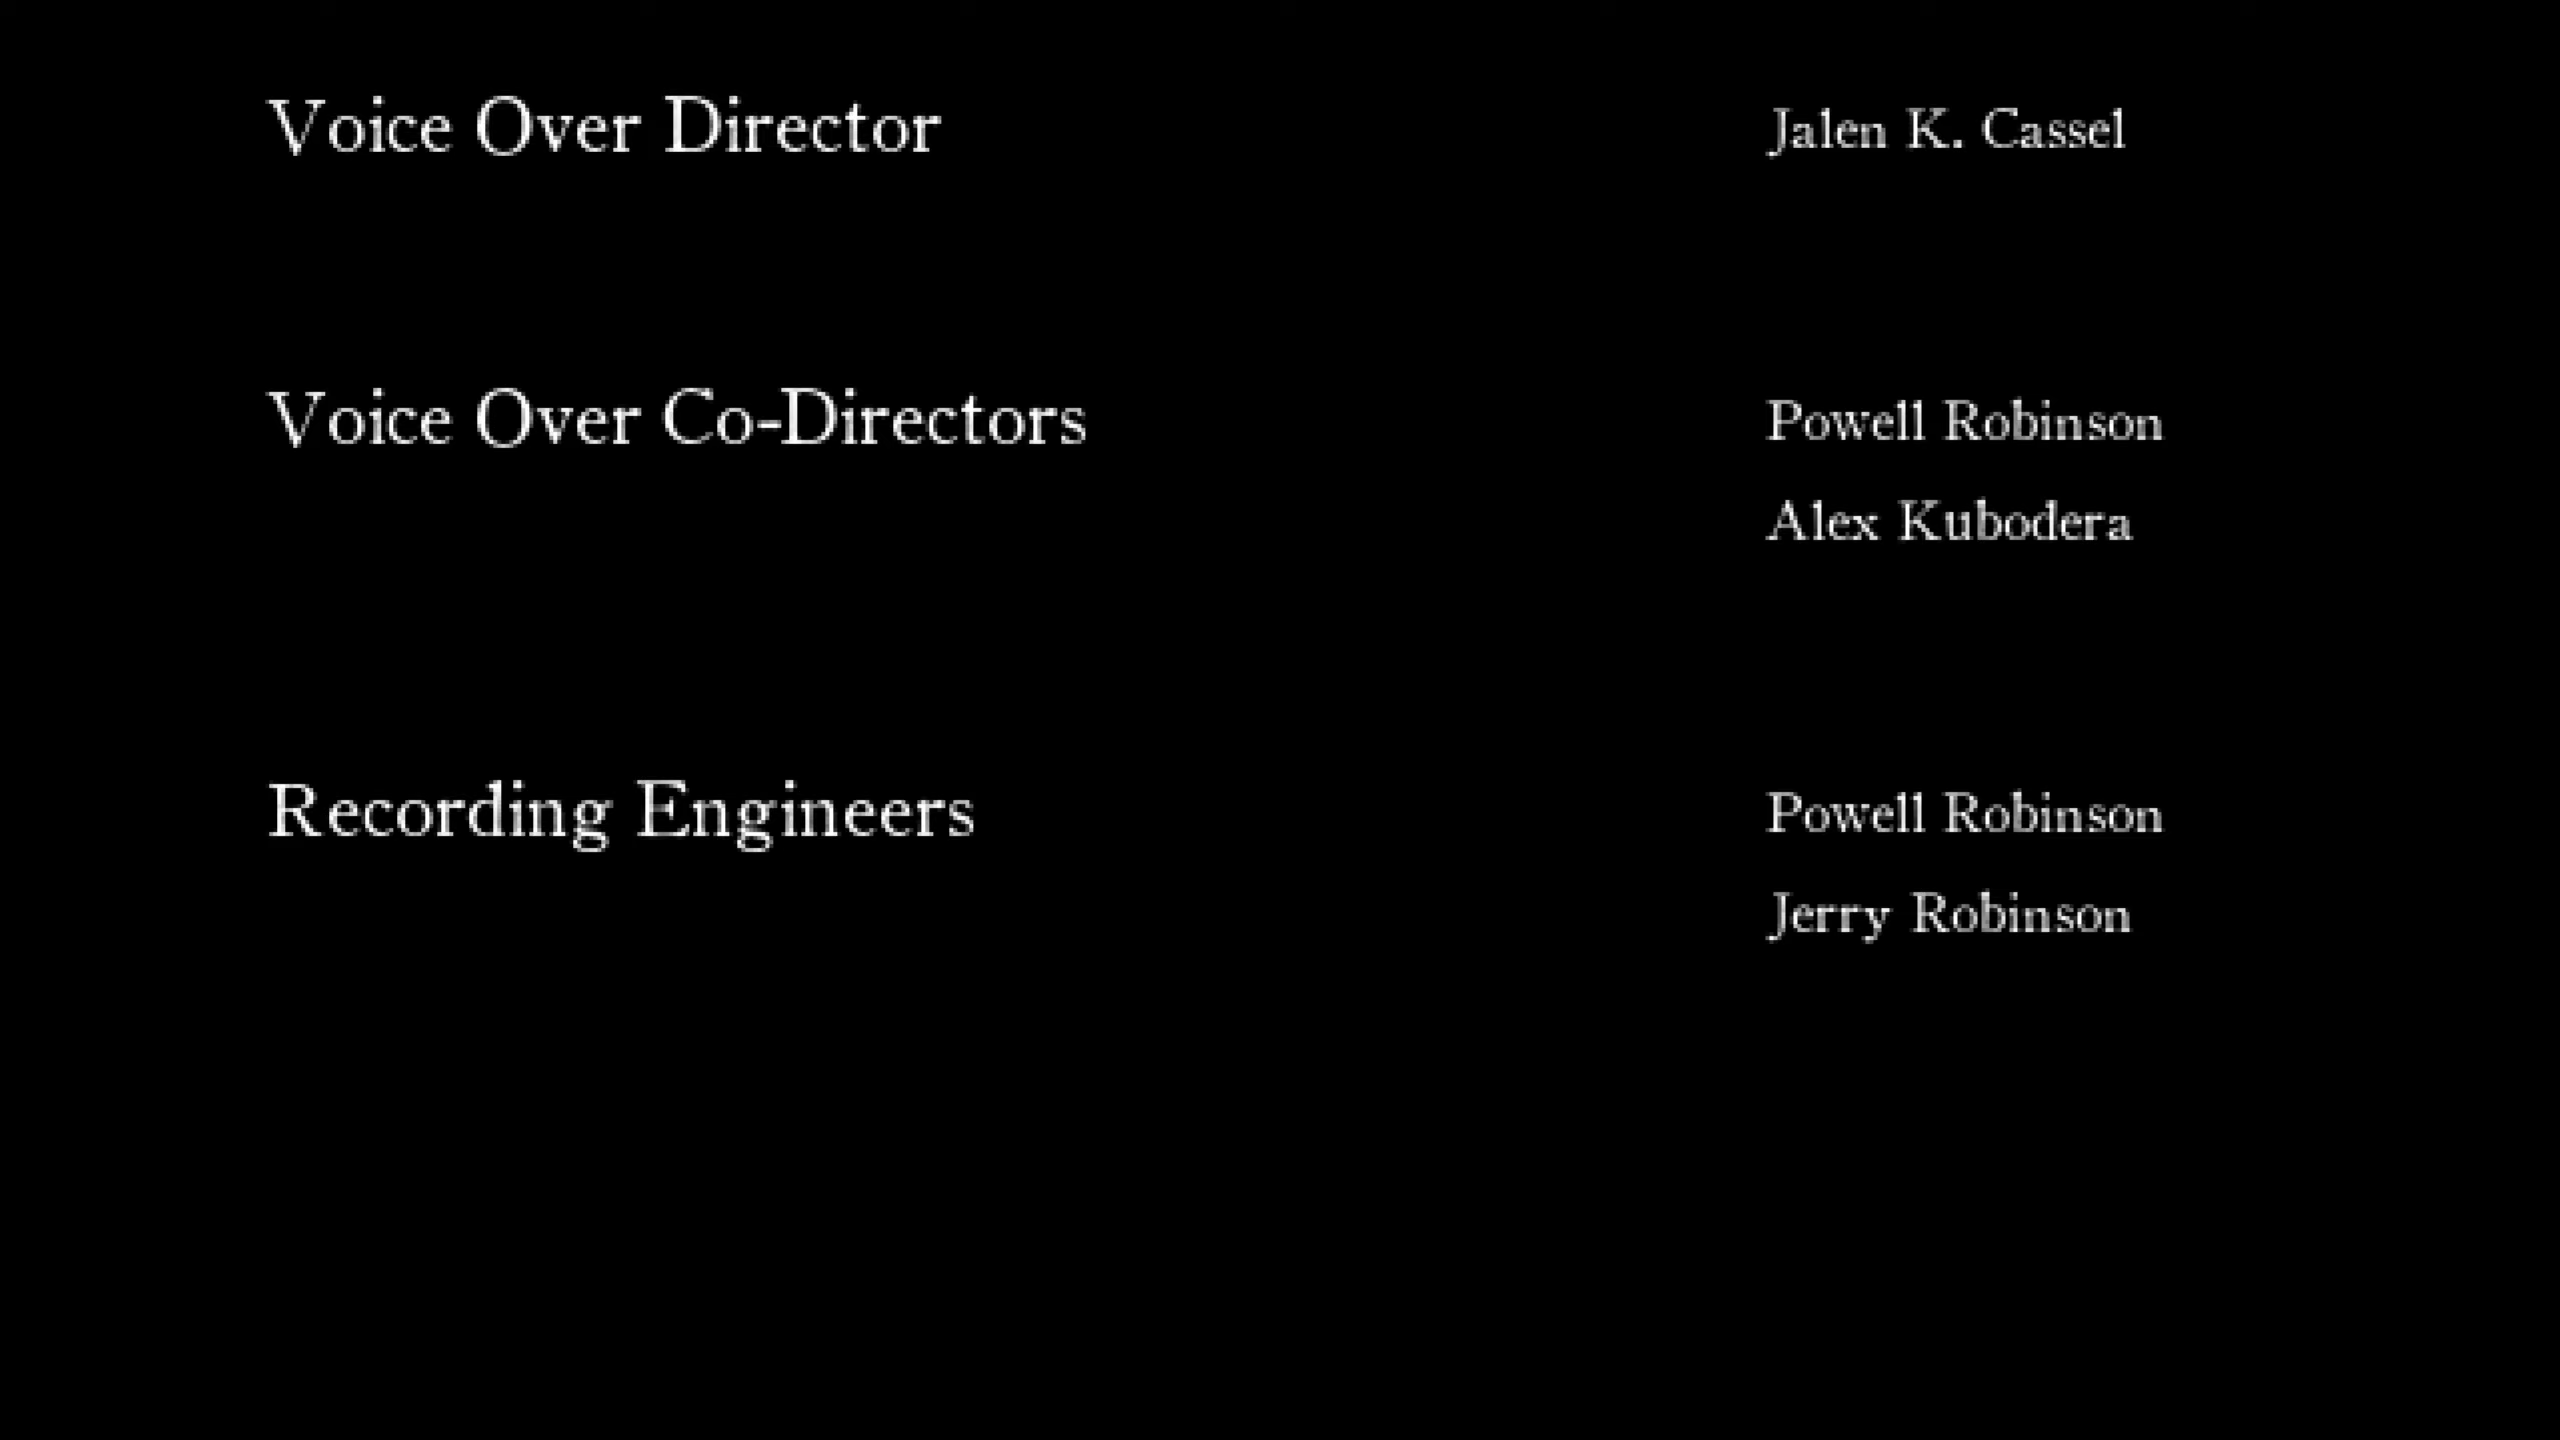 Voice Over Director Jalen K. Cassel
Voice Over Co-Directors Powell Robinson
Alex Kubodera
Recording Engineers Powell Robinson
Jerry Robinson